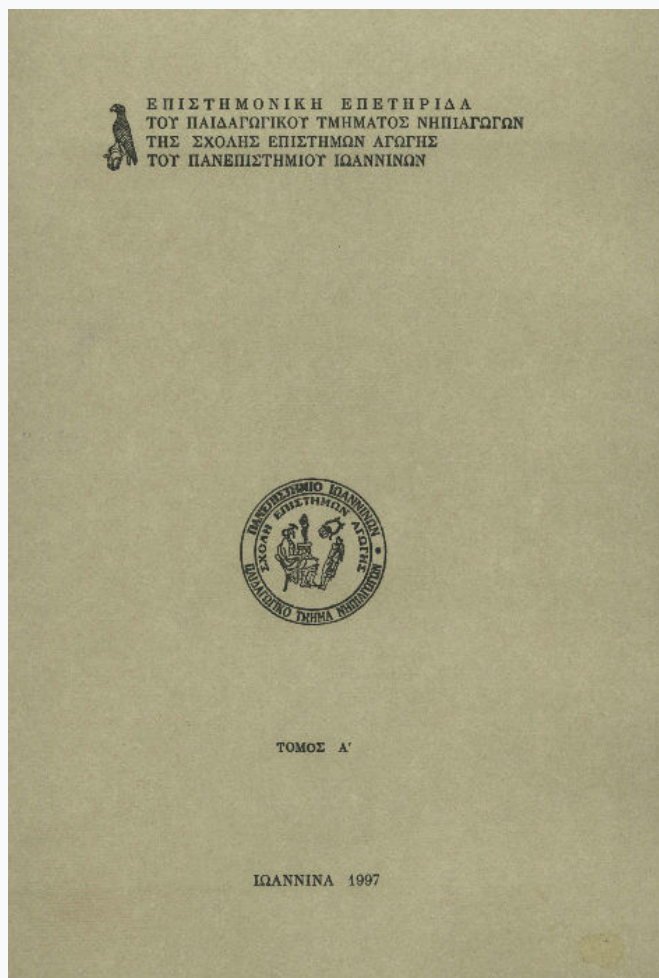 ΕΠΙΣΤΗΜΟΝΙΚΗ ΕΠΕΤΗΡΙΔΑ
ΤΟΥ ΠΑΙΔΑΓΩΓΙΚΟΥ ΤΜΗΜΑΤΟΣ ΝΗΠΙΑΓΩΓΩΝ
ΤΗΣ ΣΧΟΛΗΣ ΕΠΙΣΤΗΜΩΝ ΑΓΩΓΗΣ
ΤΟΥ ΠΑΝΕΠΙΣΤΗΜΙΟΥ ΙΩΑΝΝΙΝΩΝ
ΠΑΝΕΠΙΣΤΗΜΙΟ ΙΩΑΝΝΙΝΩΝ
ΣΧΟΛΗ ΕΠΙΣΤΗΜΩΝ ΑΓΩΓΗΣ
ΠΑΙΔΑΓΩΓΙΚΟ ΤΜΗΜΑ ΝΗΠΙΑΓΩΓΩΝ
ΤΟΜΟΣ Α'
ΙΩΑΝΝΙΝΑ 1997